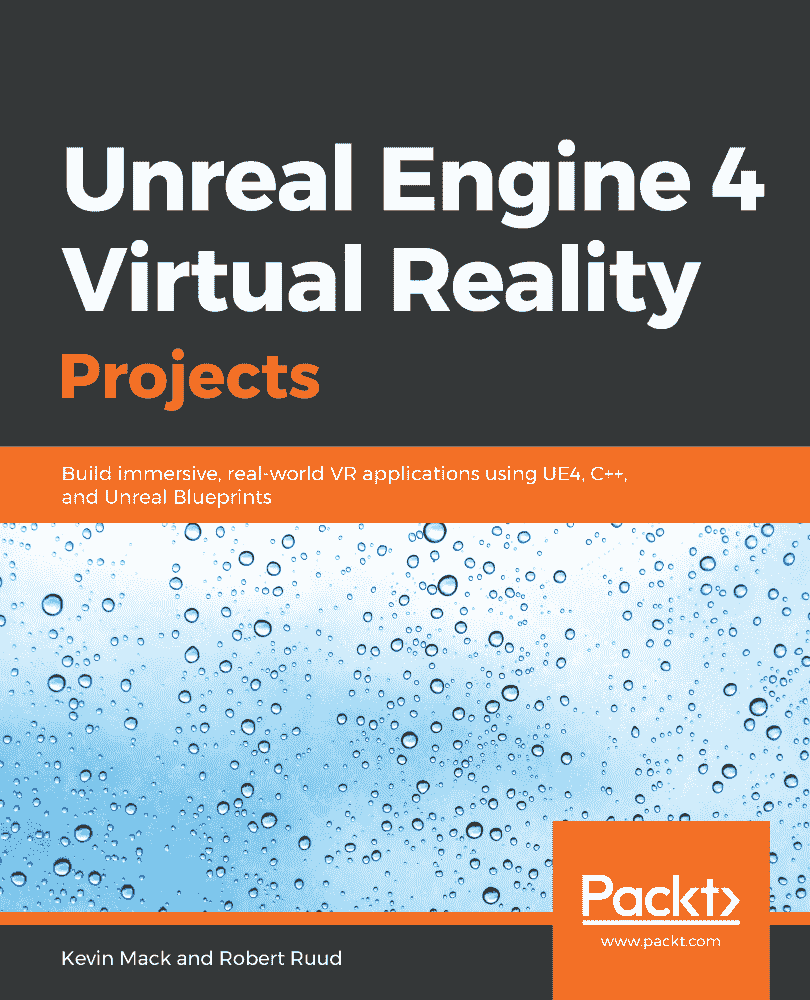 Unreal Engine 4
Virtual Reality
Projects
Build immersive, real-world VR applications using UE4, C++,
and Unreal Blueprints
Packt>
www.packt.com
Kevin Mack and Robert Ruud